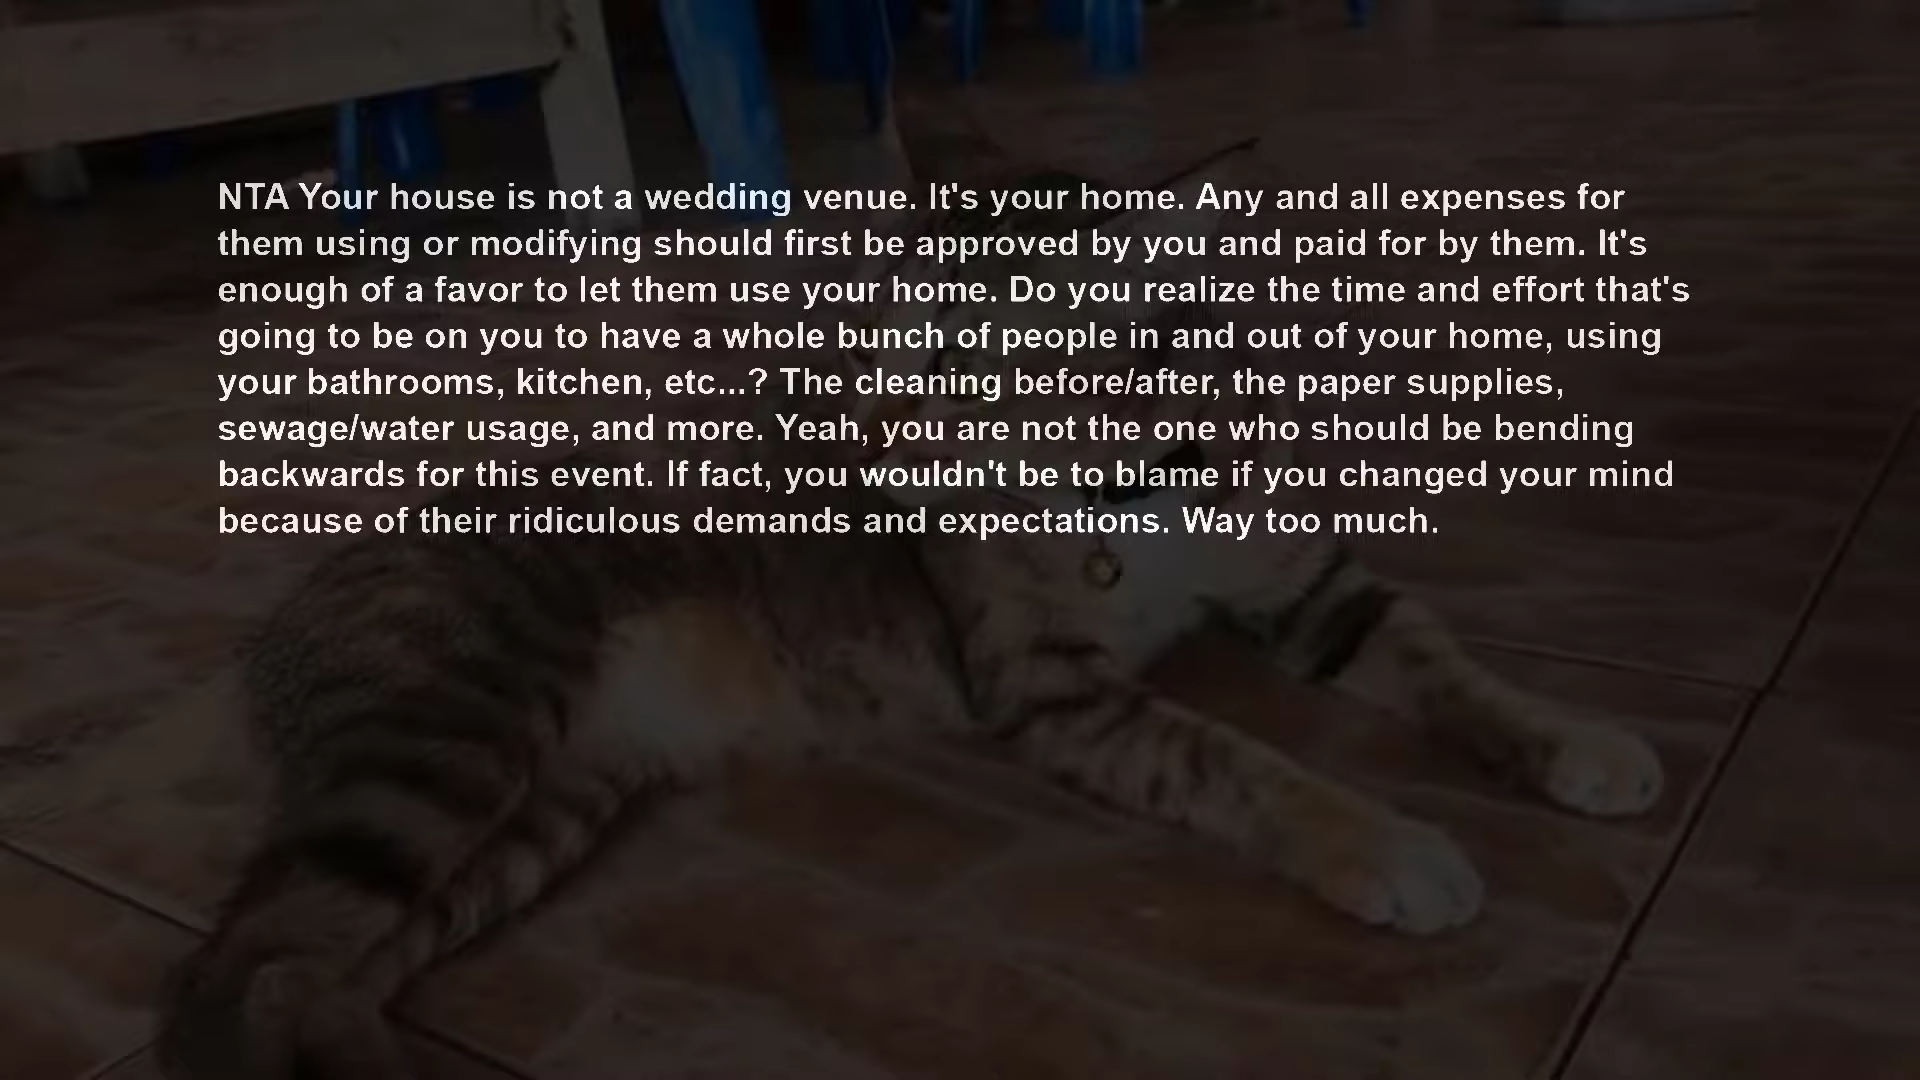 NTA Your house is not a wedding venue. It's your home. Any and all expenses for
them using or modifying should first be approved by you and paid for by them. It's
enough of a favor to let them use your home. Do you realize the time and effort that's
going to be on you to have a whole bunch of people in and out of your home, using
your bathrooms, kitchen, etc...? The cleaning before/after, the paper supplies,
sewage/water usage, and more. Yeah, you are not the one who should be bending
backwards for this event. If fact, you wouldn't be to blame if you changed your mind
because of their ridiculous demands and expectations. Way too much.